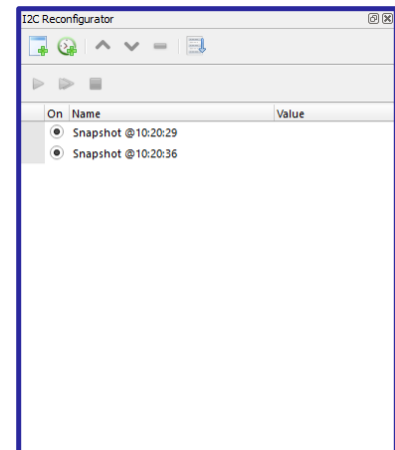 I2C Reconfigurator
On Name Value
Snapshot @10:20:29
Snapshot @10:20:36